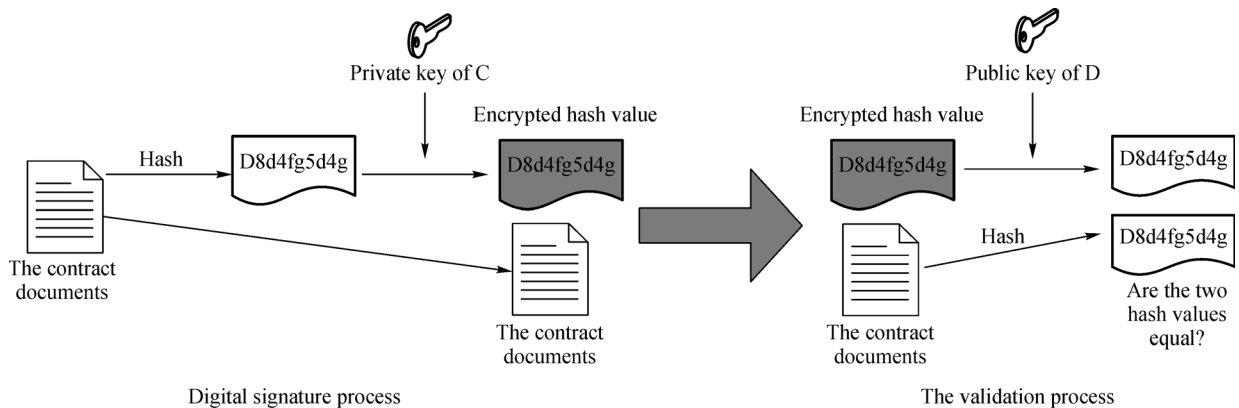 Private key of C
Public key of D
Encrypted hash value
Encrypted hash value
Hash
D8d4fg5d4g
D8d4fg5d4g
D8d4fg5d4g
D8d4fg5d4g
The contract
documents
Hash
D8d4fg5d4g
The contract
documents
The contract
documents
Are the two
hash values
equal?
Digital signature process
The validation process